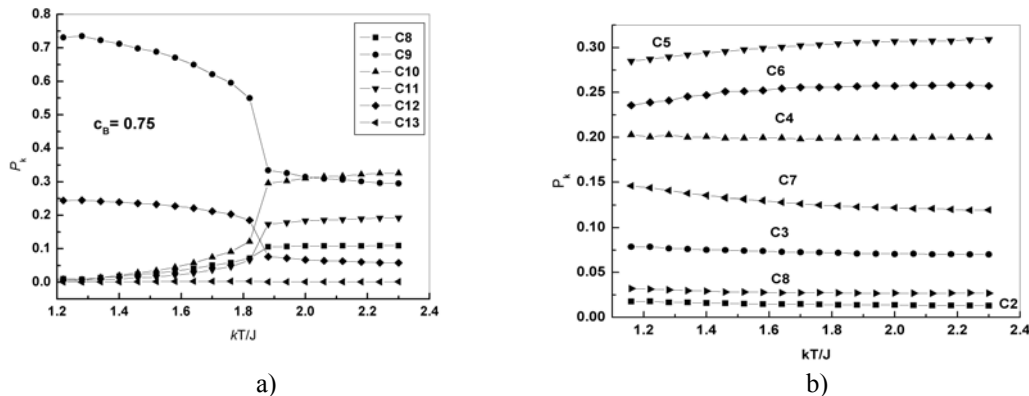 0.8
0.7
0.6
0.5
0.4
0.3
0.2
0.1
0.0
P_k
c_B= 0.75
C8
C9
C10
C11
C12
C13
1.2 1.4 1.6 1.8 2.0 2.2 2.4
kT/J
a)
0.30
0.25
0.20
0.15
0.10
0.05
0.00
P_k
C5
C6
C4
C7
C3
C8
C2
1.2 1.4 1.6 1.8 2.0 2.2 2.4
kT/J
b)